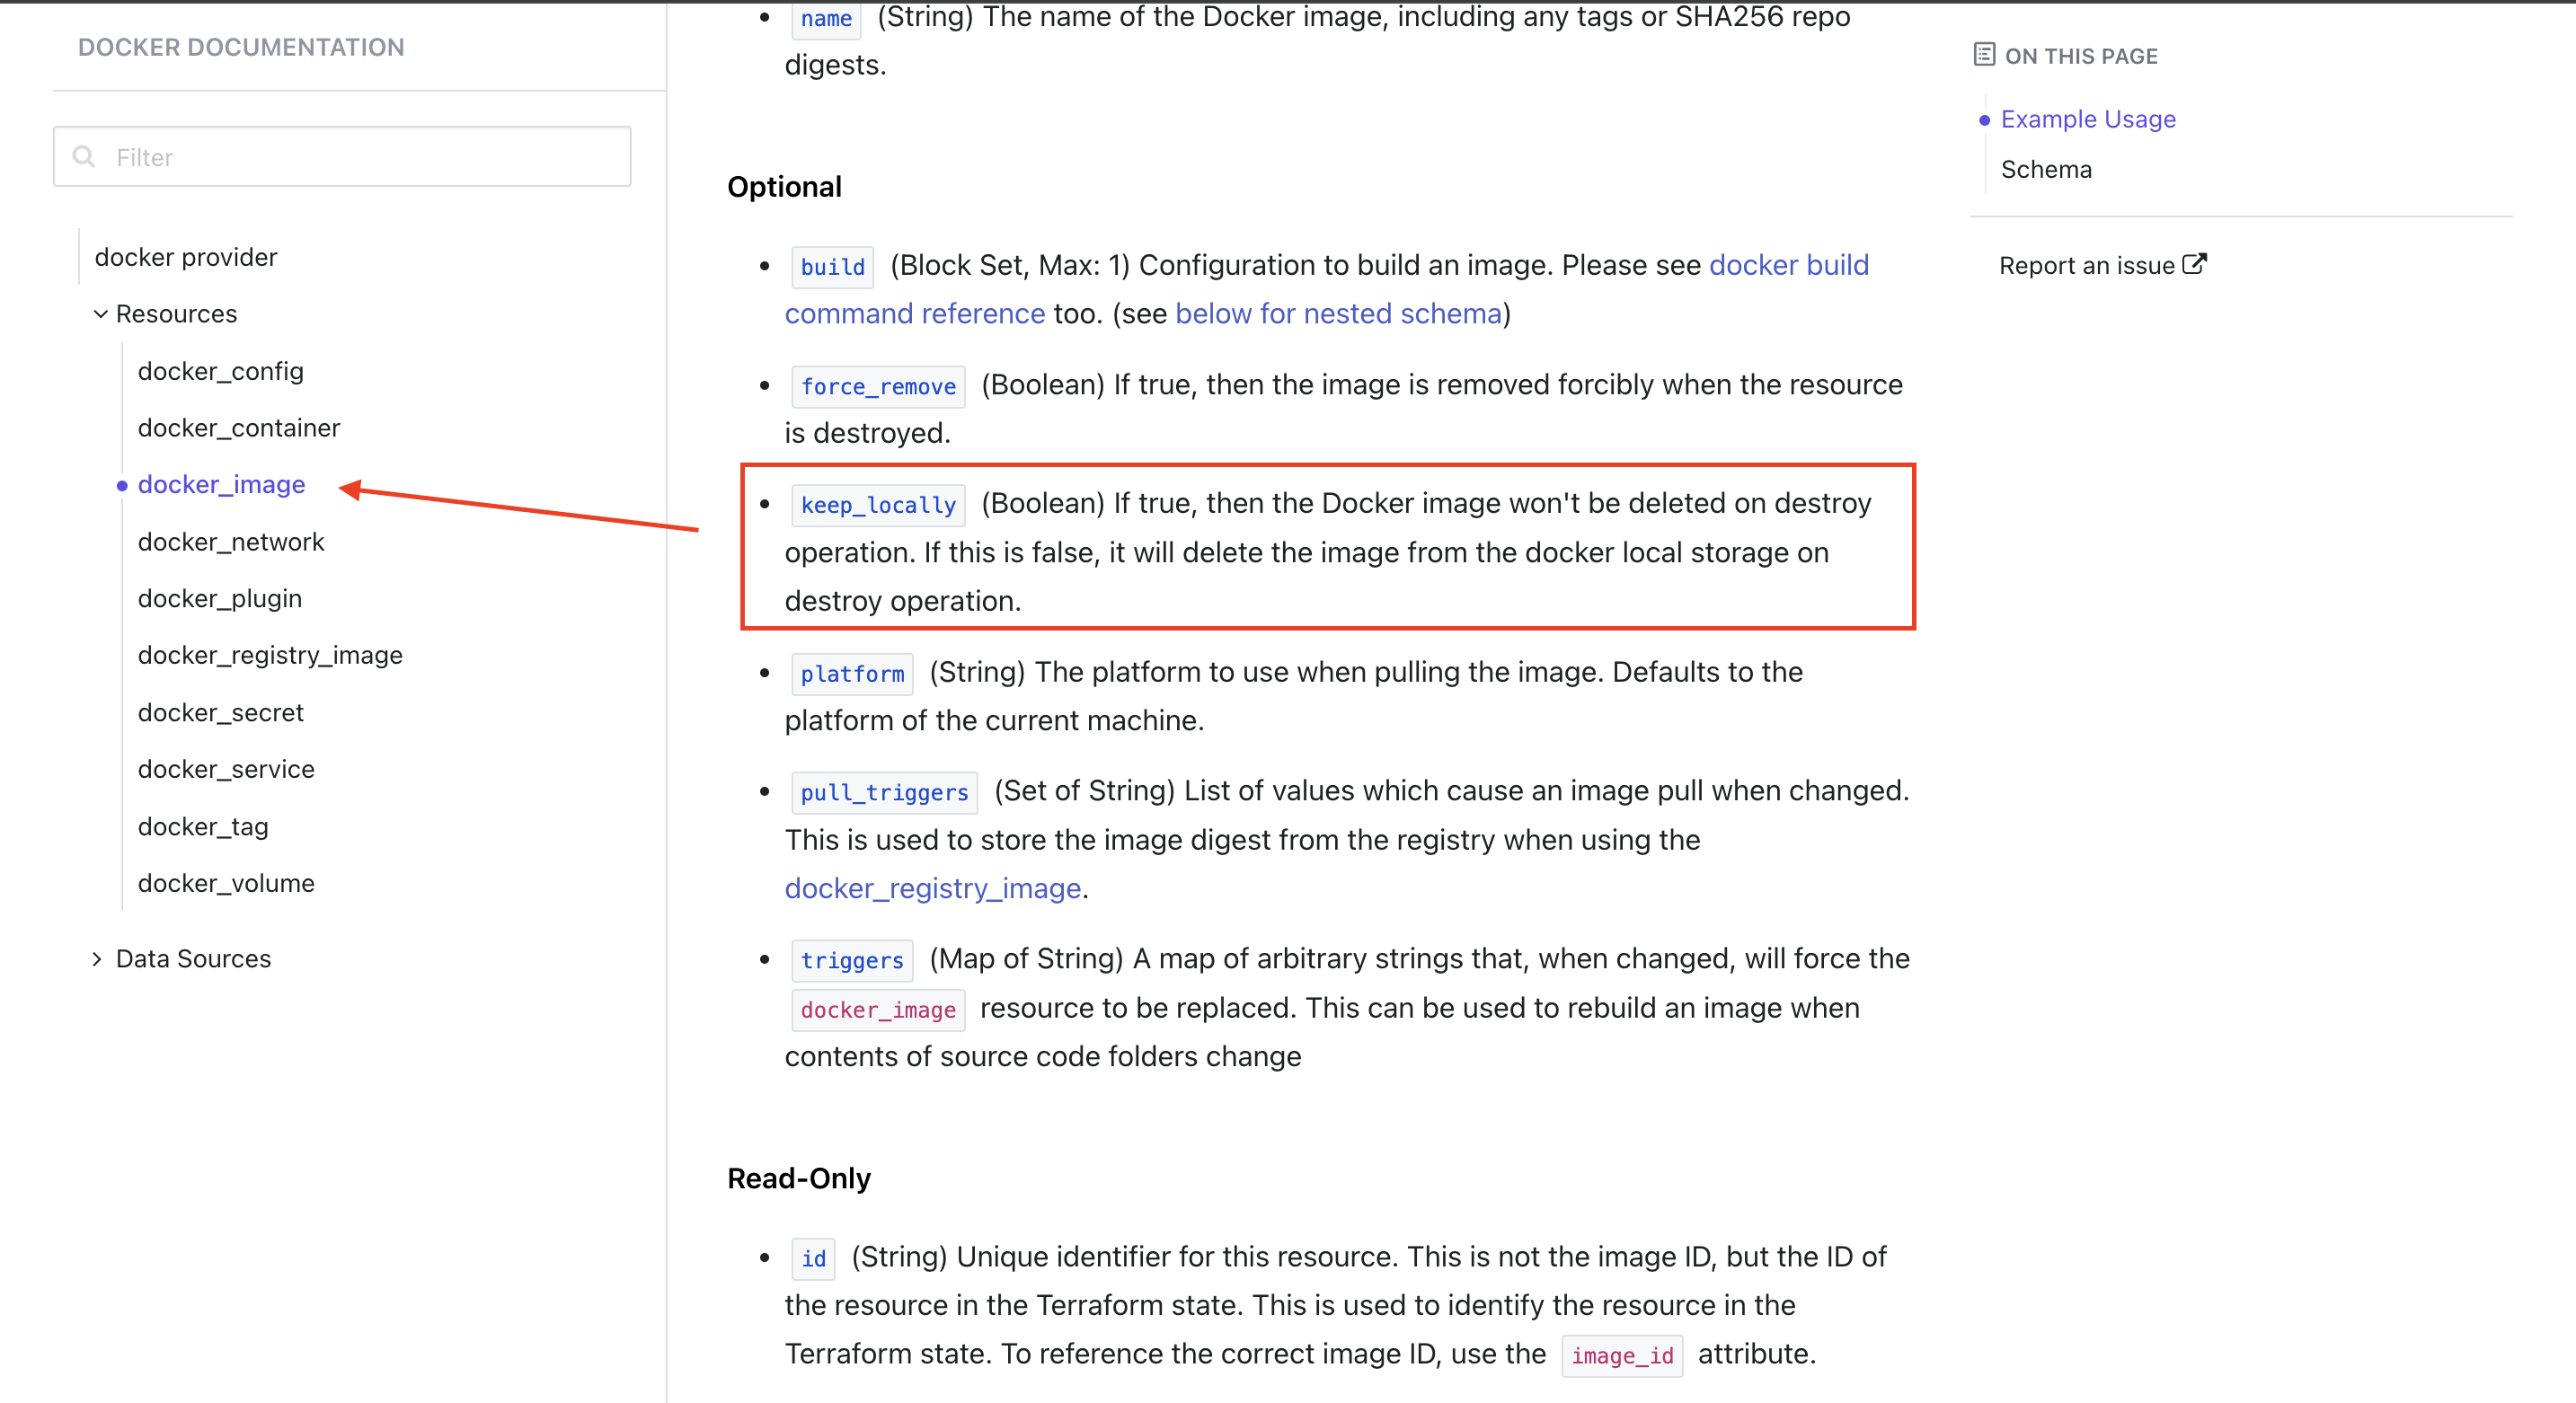 DOCKER DOCUMENTATION
Filter
docker provider
Resources
docker_config
docker_container
docker_image
docker_network
docker_plugin
docker_registry_image
docker_secret
docker_service
docker_tag
docker_volume
Data Sources
name (String) The name of the Docker image, including any tags or SHA256 repo
digests.
Optional
build (Block Set, Max: 1) Configuration to build an image. Please see docker build
command reference too. (see below for nested schema)
force_remove (Boolean) If true, then the image is removed forcibly when the resource
is destroyed.
keep_locally (Boolean) If true, then the Docker image won't be deleted on destroy
operation. If this is false, it will delete the image from the docker local storage on
destroy operation.
platform (String) The platform to use when pulling the image. Defaults to the
platform of the current machine.
pull_triggers (Set of String) List of values which cause an image pull when changed.
This is used to store the image digest from the registry when using the
docker_registry_image.
triggers (Map of String) A map of arbitrary strings that, when changed, will force the
docker_image resource to be replaced. This can be used to rebuild an image when
contents of source code folders change
Read-Only
id (String) Unique identifier for this resource. This is not the image ID, but the ID of
the resource in the Terraform state. This is used to identify the resource in the
Terraform state. To reference the correct image ID, use the image_id attribute.
ON THIS PAGE
Example Usage
Schema
Report an issue